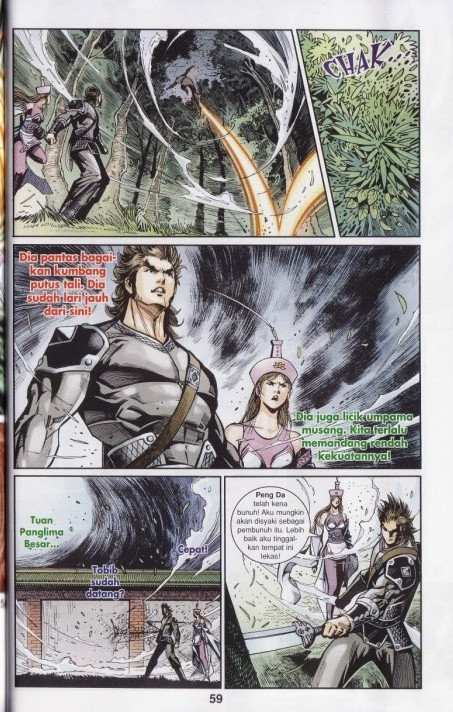 CHAK...
Dia pantas bagai-
kan kumbang
putus tali. Dia
sudah lari jauh
dari sini!
Dia juga licik umpama
musang. Kita terlalu
memandang rendah
kekuatannya!
Tuan
Panglima
Besar...
Cepat!
Tabib
sudah
datang?
Peng Da
telah kena
bunuh! Aku mungkin
akan disyaki sebagai
pembunuh itu. Lebih
baik aku tinggal-
kan tempat ini
lekas!
59